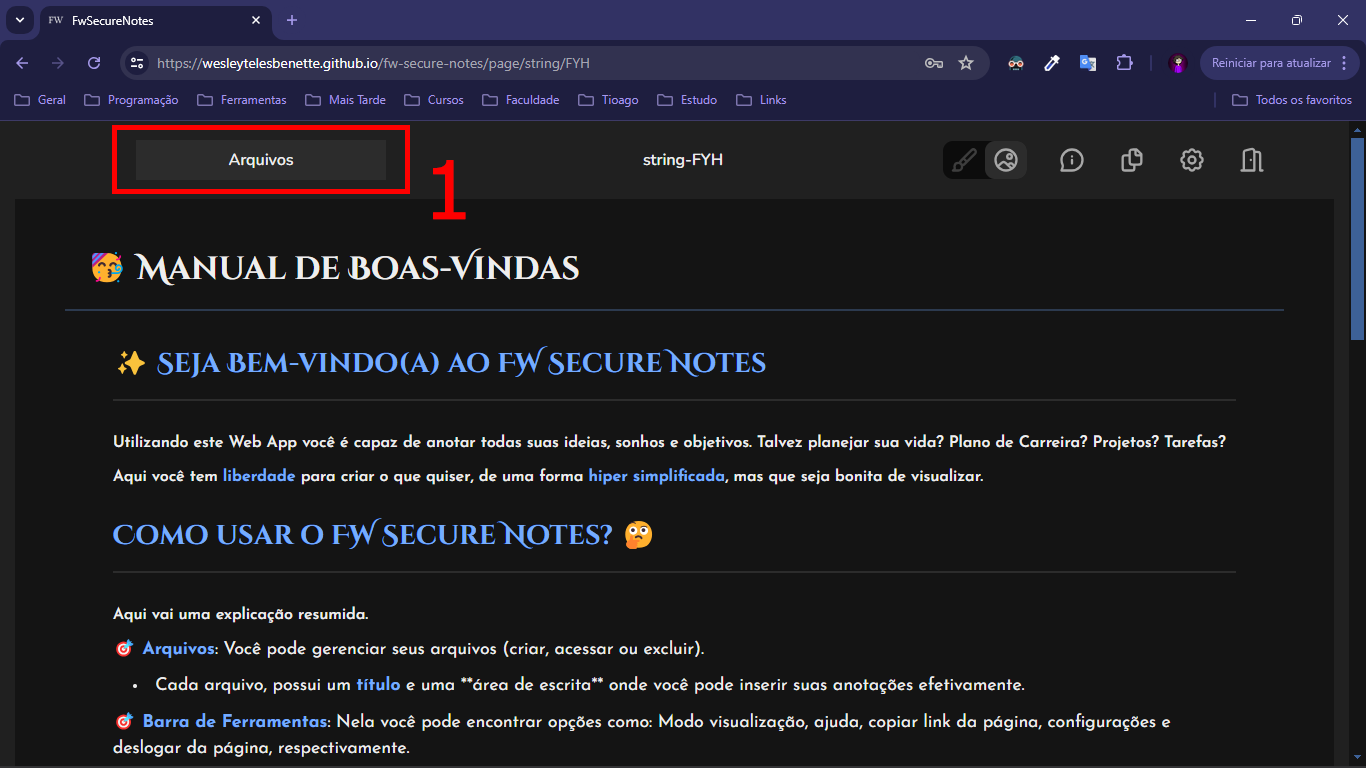 FW FwSecureNotes
https://wesleytelesbenette.github.io/fw-secure-notes/page/string/FYH
Reiniciar para atualizar
Geral Programação Ferramentas Mais Tarde Cursos Faculdade Tioago Estudo Links Todos os favoritos
Arquivos
string-FYH
1
🥳 Manual de Boas-Vindas
✨ Seja Bem-vindo(a) ao FW Secure Notes
Utilizando este Web App você é capaz de anotar todas suas ideias, sonhos e objetivos. Talvez planejar sua vida? Plano de Carreira? Projetos? Tarefas?
Aqui você tem liberdade para criar o que quiser, de uma forma hiper simplificada, mas que seja bonita de visualizar.
Como usar o FW Secure Notes? 🤔
Aqui vai uma explicação resumida.
🎯 Arquivos: Você pode gerenciar seus arquivos (criar, acessar ou excluir).
• Cada arquivo, possui um título e uma **área de escrita** onde você pode inserir suas anotações efetivamente.
🎯 Barra de Ferramentas: Nela você pode encontrar opções como: Modo visualização, ajuda, copiar link da página, configurações e
deslogar da página, respectivamente.